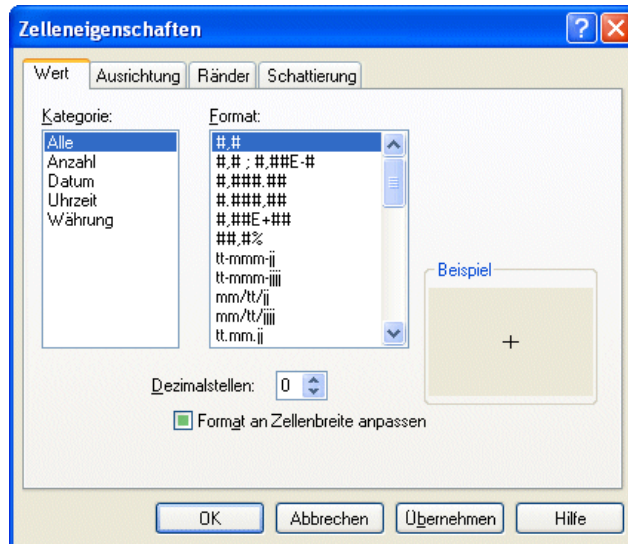 Zelleneigenschaften
Wert Ausrichtung Ränder Schattierung
Kategorie:
Alle
Anzahl
Datum
Uhrzeit
Währung
Format:
#,#
#,# ; #,##E-#
#,###.##
#.###,##
#,##E+##
##,#%
tt-mmm-jj
tt-mmm-jjjj
mm/tt/jj
mm/tt/jjjj
tt.mm.jj
Beispiel
+
Dezimalstellen: 0
Format an Zellenbreite anpassen
OK Abbrechen Übernehmen Hilfe